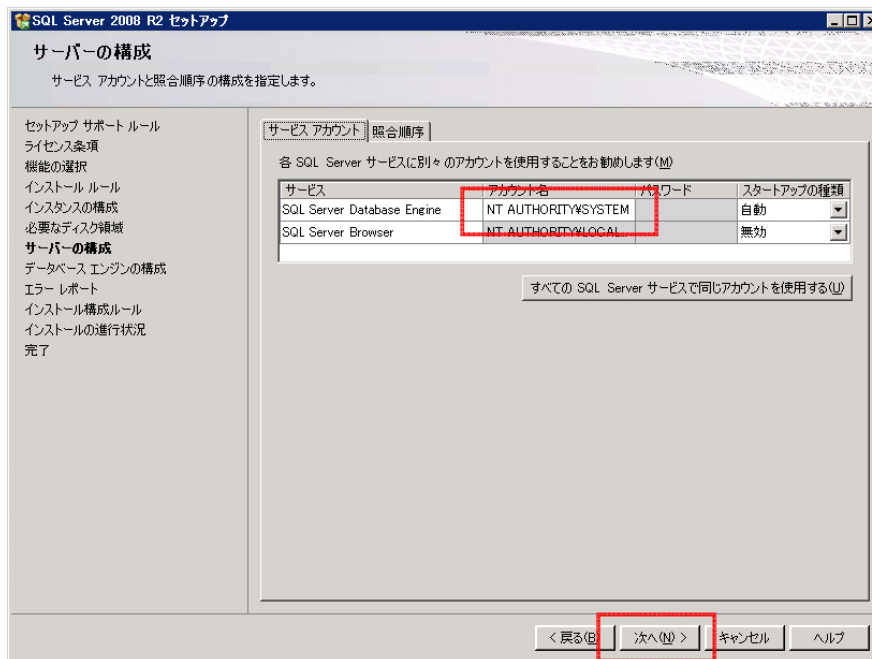 SQL Server 2008 R2 セットアップ
サーバーの構成
サービス アカウントと照合順序の構成を指定します。
セットアップ サポート ルール
ライセンス条項
機能の選択
インストール ルール
インスタンスの構成
必要なディスク領域
サーバーの構成
データベース エンジンの構成
エラー レポート
インストール構成ルール
インストールの進行状況
完了
サービス アカウント 照合順序
各 SQL Server サービスに別々のアカウントを使用することをお勧めします(M)
サービス アカウント名 パスワード スタートアップの種類
SQL Server Database Engine NT AUTHORITY¥SYSTEM 自動
SQL Server Browser NT AUTHORITY¥LOCAL... 無効
すべての SQL Server サービスで同じアカウントを使用する(U)
< 戻る(B) 次へ(N) > キャンセル ヘルプ